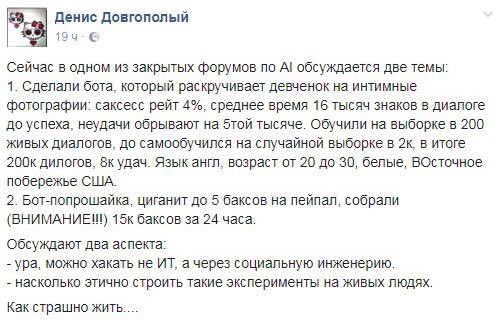 Денис Довгополый
19 ч ·
Сейчас в одном из закрытых форумов по AI обсуждается две темы:
1. Сделали бота, который раскручивает девченок на интимные
фотографии: саксесс рейт 4%, среднее время 16 тысяч знаков в диалоге
до успеха, неудачи обрывают на 5той тысяче. Обучили на выборке в 200
живых диалогов, до самообучился на случайной выборке в 2к, в итоге
200к дилогов, 8к удач. Язык англ, возраст от 20 до 30, белые, ВОсточное
побережье США.
2. Бот-попрошайка, циганит до 5 баксов на пейпал, собрали
(ВНИМАНИЕ!!!) 15к баксов за 24 часа.
Обсуждают два аспекта:
- ура, можно хакать не ИТ, а через социальную инженерию.
- насколько этично строить такие эксперименты на живых людях.
Как страшно жить....